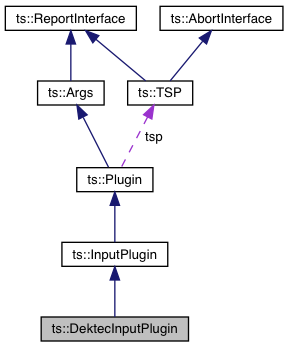 ts::ReportInterface
ts::AbortInterface
ts::Args
ts::TSP
tsp
ts::Plugin
ts::InputPlugin
ts::DektecInputPlugin